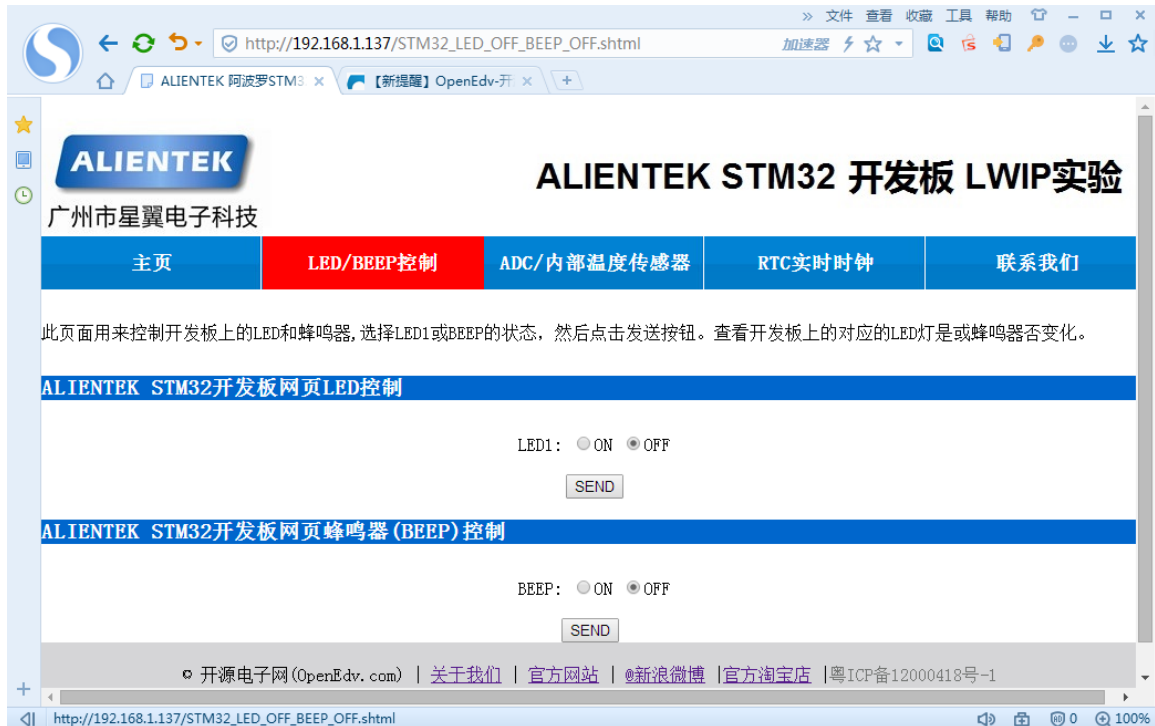 » 文件 查看 收藏 工具 帮助
http://192.168.1.137/STM32_LED_OFF_BEEP_OFF.shtml 加速器
ALIENTEK 阿波罗STM3 【新提醒】OpenEdv-开
ALIENTEK
广州市星翼电子科技
ALIENTEK STM32 开发板 LWIP实验
主页 LED/BEEP控制 ADC/内部温度传感器 RTC实时时钟 联系我们
此页面用来控制开发板上的LED和蜂鸣器,选择LED1或BEEP的状态，然后点击发送按钮。查看开发板上的对应的LED灯是或蜂鸣器否变化。
ALIENTEK STM32开发板网页LED控制
LED1: ON OFF
SEND
ALIENTEK STM32开发板网页蜂鸣器(BEEP)控制
BEEP: ON OFF
SEND
© 开源电子网(OpenEdv.com) | 关于我们 | 官方网站 | @新浪微博 |官方淘宝店 |粤ICP备12000418号-1
http://192.168.1.137/STM32_LED_OFF_BEEP_OFF.shtml 0 100%